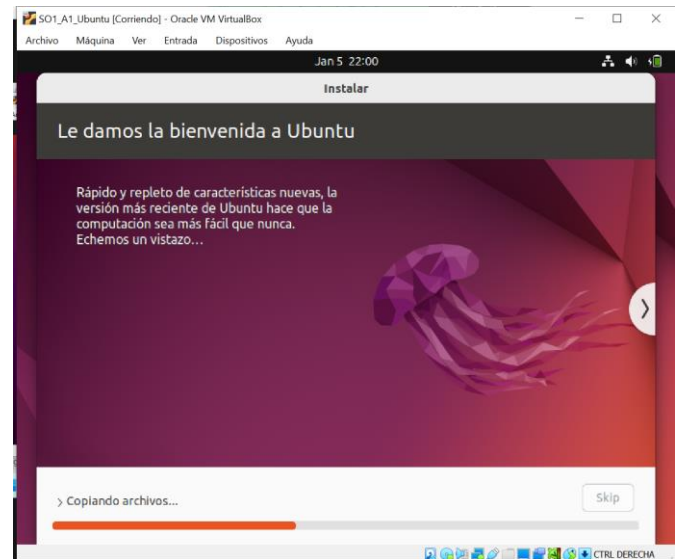 SO1_A1_Ubuntu [Corriendo] - Oracle VM VirtualBox
Archivo Máquina Ver Entrada Dispositivos Ayuda
Jan 5 22:00
Instalar
Le damos la bienvenida a Ubuntu
Rápido y repleto de características nuevas, la
versión más reciente de Ubuntu hace que la
computación sea más fácil que nunca.
Echemos un vistazo...
> Copiando archivos...
Skip
CTRL DERECHA